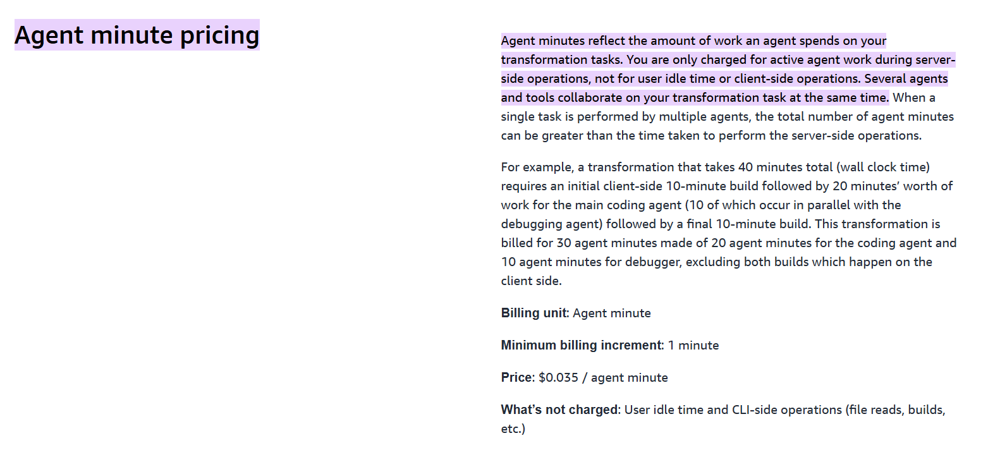 Agent minute pricing
Agent minutes reflect the amount of work an agent spends on your
transformation tasks. You are only charged for active agent work during server-
side operations, not for user idle time or client-side operations. Several agents
and tools collaborate on your transformation task at the same time. When a
single task is performed by multiple agents, the total number of agent minutes
can be greater than the time taken to perform the server-side operations.
For example, a transformation that takes 40 minutes total (wall clock time)
requires an initial client-side 10-minute build followed by 20 minutes’ worth of
work for the main coding agent (10 of which occur in parallel with the
debugging agent) followed by a final 10-minute build. This transformation is
billed for 30 agent minutes made of 20 agent minutes for the coding agent and
10 agent minutes for debugger, excluding both builds which happen on the
client side.
Billing unit: Agent minute
Minimum billing increment: 1 minute
Price: $0.035 / agent minute
What’s not charged: User idle time and CLI-side operations (file reads, builds,
etc.)